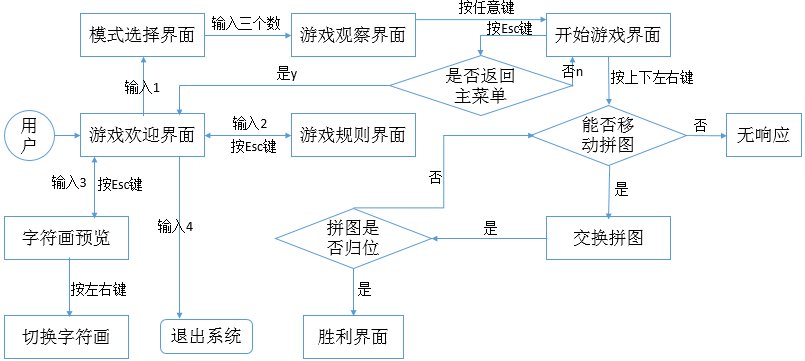 模式选择界面
输入三个数
游戏观察界面
按任意键
按Esc键
开始游戏界面
是y
是否返回
主菜单
否n
按上下左右键
输入1
用
户
游戏欢迎界面
输入2
按Esc键
游戏规则界面
能否移
动拼图
否
无响应
输入3
按Esc键
否
是
字符画预览
输入4
拼图是
否归位
是
交换拼图
按左右键
是
切换字符画
退出系统
胜利界面